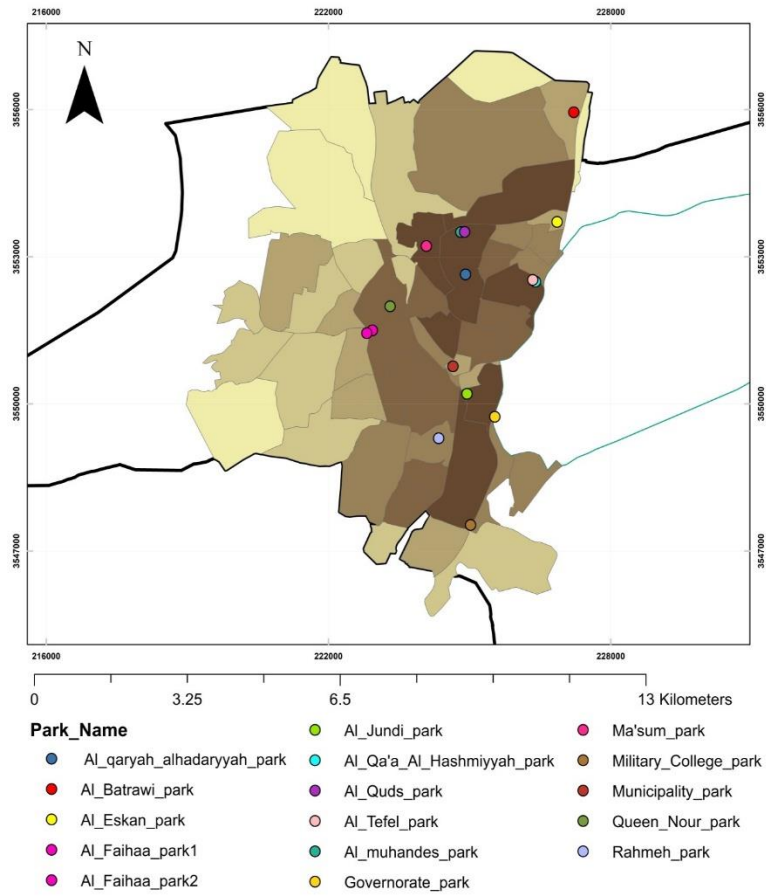 216000 222000 228000
N
3556000 3556000
3553000 3553000
3550000 3550000
3547000 3547000
216000 222000 228000
0 3.25 6.5 13 Kilometers
Park_Name
Al_qaryah_alhadaryyah_park
Al_Batrawi_park
Al_Eskan_park
Al_Faihaa_park1
Al_Faihaa_park2
Al_Jundi_park
Al_Qa'a_Al_Hashmiyyah_park
Al_Quds_park
Al_Tefel_park
Al_muhandes_park
Governorate_park
Ma'sum_park
Military_College_park
Municipality_park
Queen_Nour_park
Rahmeh_park